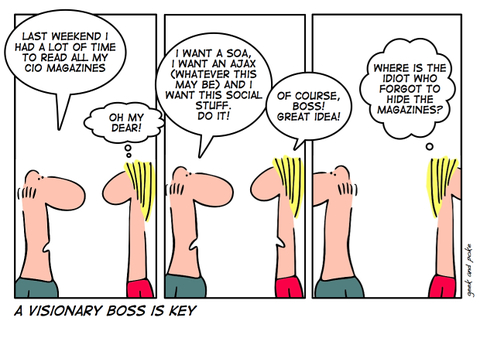 LAST WEEKEND I
HAD A LOT OF TIME
TO READ ALL MY
CIO MAGAZINES
OH MY
DEAR!
I WANT A SOA,
I WANT AN AJAX
(WHATEVER THIS
MAY BE) AND I
WANT THIS SOCIAL
STUFF.
DO IT!
OF COURSE,
BOSS!
GREAT IDEA!
WHERE IS THE
IDIOT WHO
FORGOT TO
HIDE THE
MAGAZINES?
geek and poke
A VISIONARY BOSS IS KEY